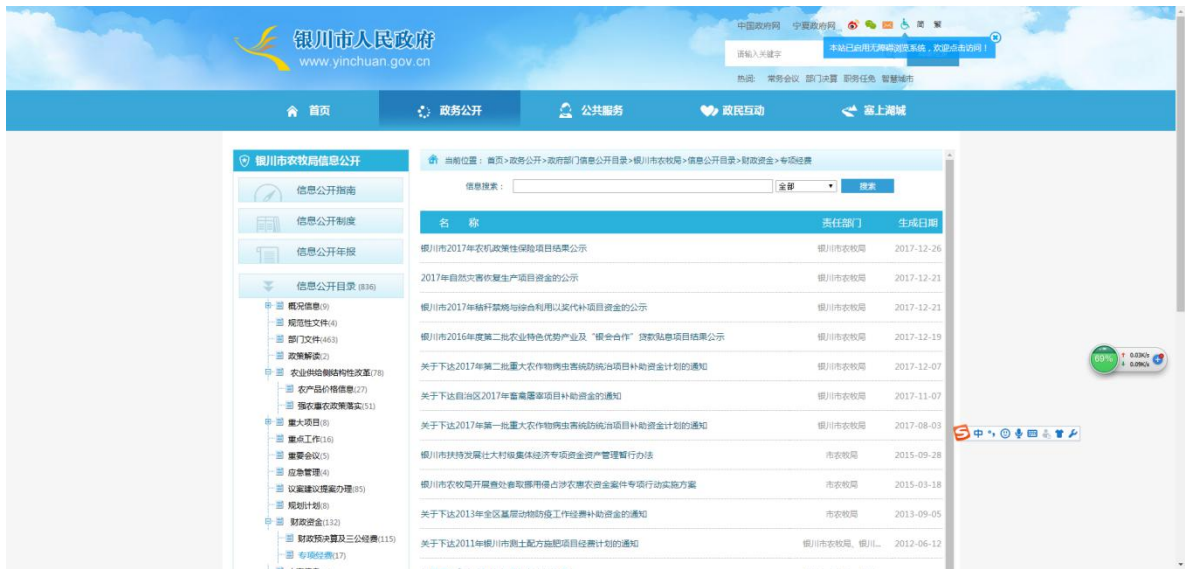 中国政府网 宁夏政府网 简 繁
银川市人民政府
www.yinchuan.gov.cn
请输入关键字
本站已启用无障碍浏览系统，欢迎点击访问！
热词: 常务会议 部门决算 职务任免 智慧城市
首页 政务公开 公共服务 政民互动 塞上湖城
银川市农牧局信息公开
当前位置：首页>政务公开>政府部门信息公开目录>银川市农牧局>信息公开目录>财政资金>专项经费
信息公开指南
信息搜索： 全部 搜索
信息公开制度
名 称 责任部门 生成日期
信息公开年报
银川市2017年农机政策性保险项目结果公示 银川市农牧局 2017-12-26
2017年自然灾害恢复生产项目资金的公示 银川市农牧局 2017-12-21
信息公开目录 (836)
概况信息(9)
银川市2017年秸秆禁烧与综合利用以奖代补项目资金的公示 银川市农牧局 2017-12-21
规范性文件(4)
部门文件(463)
银川市2016年度第二批农业特色优势产业及“银合合作”贷款贴息项目结果公示 银川市农牧局 2017-12-19
政策解读(2)
农业供给侧结构性改革(78)
关于下达2017年第二批重大农作物病虫害统防统治项目补助资金计划的通知 银川市农牧局 2017-12-07
农产品价格信息(27)
关于下达自治区2017年畜禽屠宰项目补助资金的通知 银川市农牧局 2017-11-07
强农惠农政策落实(51)
重大项目(8)
关于下达2017年第一批重大农作物病虫害统防统治项目补助资金计划的通知 银川市农牧局 2017-08-03
重点工作(16)
重要会议(5)
银川市扶持发展壮大村级集体经济专项资金资产管理暂行办法 市农牧局 2015-09-28
应急管理(4)
银川市农牧局开展查处套取挪用侵占涉农惠农资金案件专项行动实施方案 市农牧局 2015-03-18
议案建议提案办理(85)
规划计划(8)
关于下达2013年全区基层动物防疫工作经费补助资金的通知 市农牧局 2013-09-05
财政资金(132)
财政预决算及三公经费(115)
关于下达2011年银川市测土配方施肥项目经费计划的通知 银川市农牧局、银川... 2012-06-12
专项经费(17)
69%
0.03K/s
0.09K/s
中